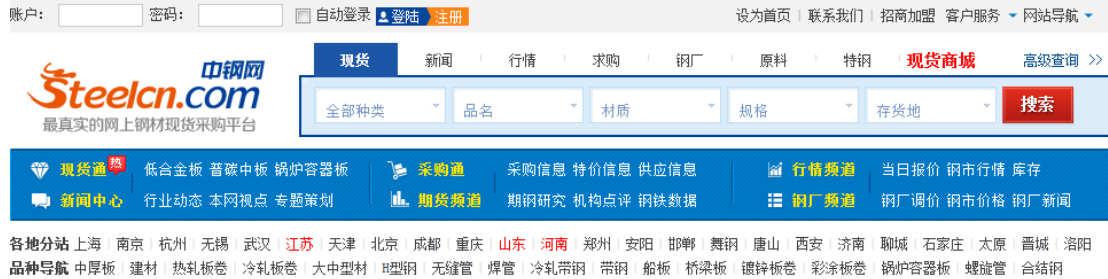 账户： 密码： 自动登录 登陆 注册 设为首页 | 联系我们 | 招商加盟 客户服务 网站导航
现货 新闻 行情 求购 钢厂 原料 特钢 现货商城 高级查询 >>
中钢网
Steelcn.com
最真实的网上钢材现货采购平台
全部种类 品名 材质 规格 存货地 搜索
现货通 热 低合金板 普碳中板 锅炉容器板 采购通 采购信息 特价信息 供应信息 行情频道 当日报价 钢市行情 库存
新闻中心 行业动态 本网视点 专题策划 期货频道 期钢研究 机构点评 钢铁数据 钢厂频道 钢厂调价 钢市价格 钢厂新闻
各地分站 上海 | 南京 | 杭州 | 无锡 | 武汉 | 江苏 | 天津 | 北京 | 成都 | 重庆 | 山东 | 河南 | 郑州 | 安阳 | 邯郸 | 舞钢 | 唐山 | 西安 | 济南 | 聊城 | 石家庄 | 太原 | 晋城 | 洛阳
品种导航 中厚板 | 建材 | 热轧板卷 | 冷轧板卷 | 大中型材 | H型钢 | 无缝管 | 焊管 | 冷轧带钢 | 带钢 | 船板 | 桥梁板 | 镀锌板卷 | 彩涂板卷 | 锅炉容器板 | 螺旋管 | 合结钢